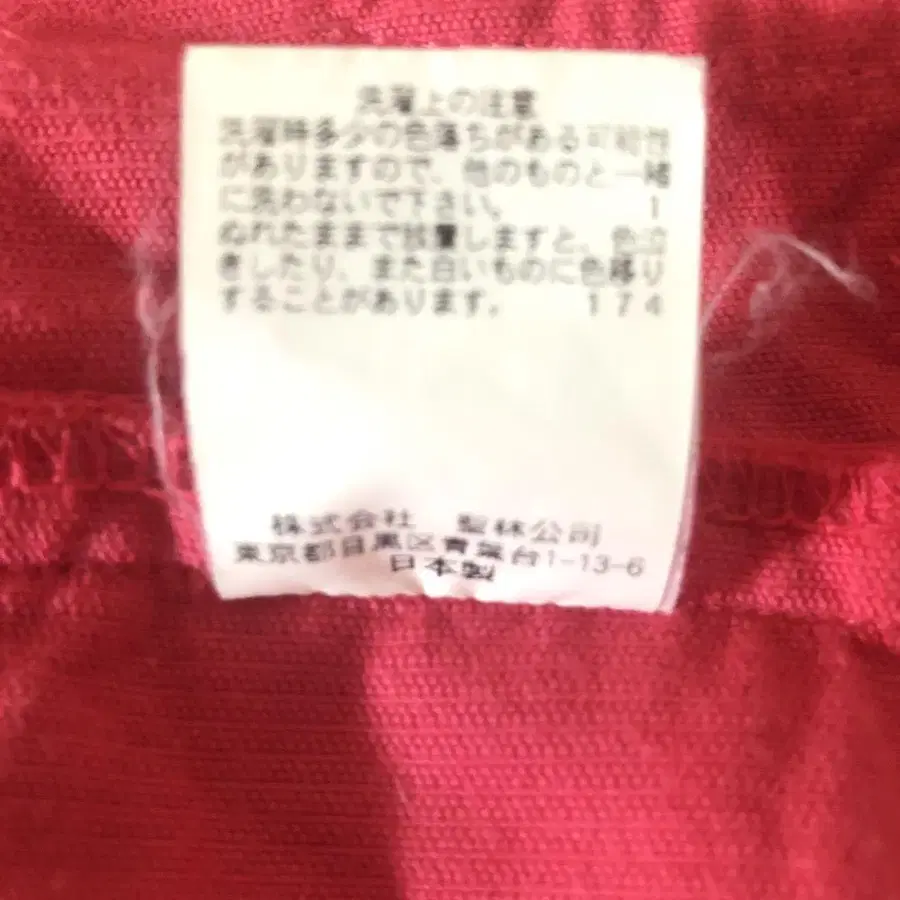 洗濯上の注意
洗濯時多少の色落ちがある可能性
がありますので、他のものと一緒
に洗わないで下さい。 1
ぬれたままで放置しますと、色泣
きしたり、また白いものに色移り
することがあります。 174
株式会社 聖林公司
東京都目黒区青葉台1-13-6
日本製